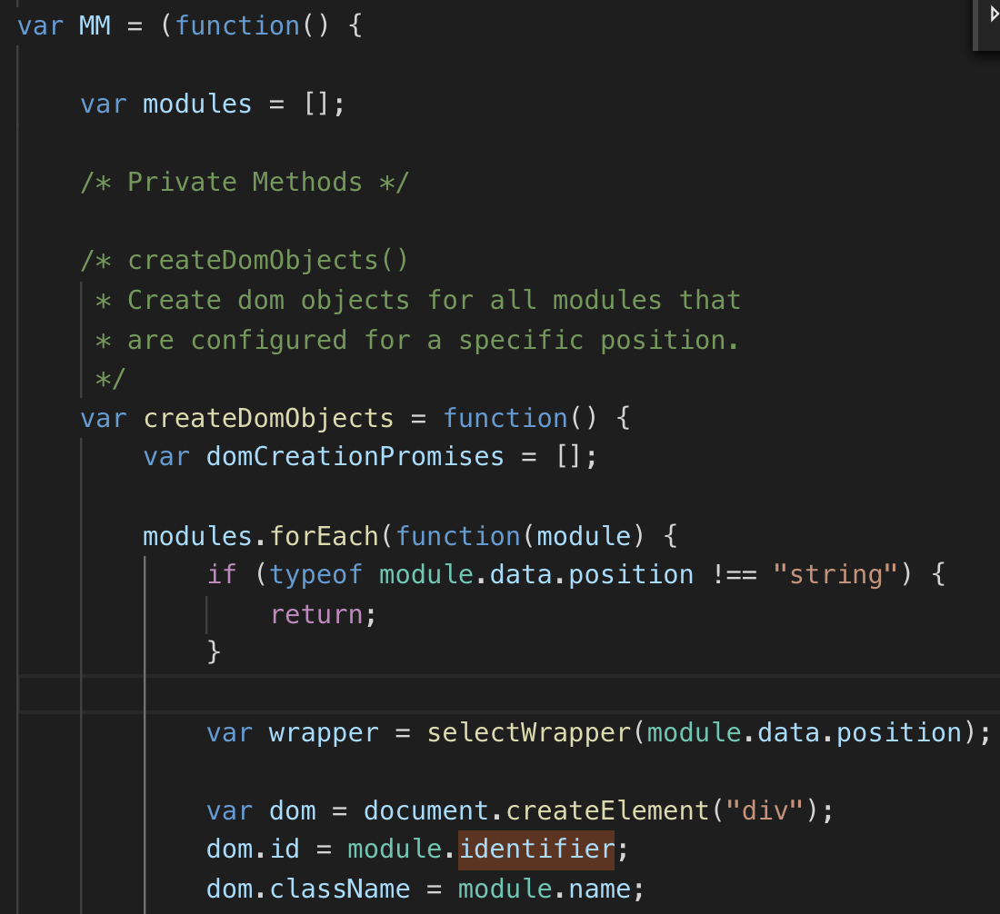 var MM = (function() {
var modules = [];
/* Private Methods */
/* createDomObjects()
* Create dom objects for all modules that
* are configured for a specific position.
*/
var createDomObjects = function() {
var domCreationPromises = [];
modules.forEach(function(module) {
if (typeof module.data.position !== "string") {
return;
}
var wrapper = selectWrapper(module.data.position);
var dom = document.createElement("div");
dom.id = module.identifier;
dom.className = module.name;